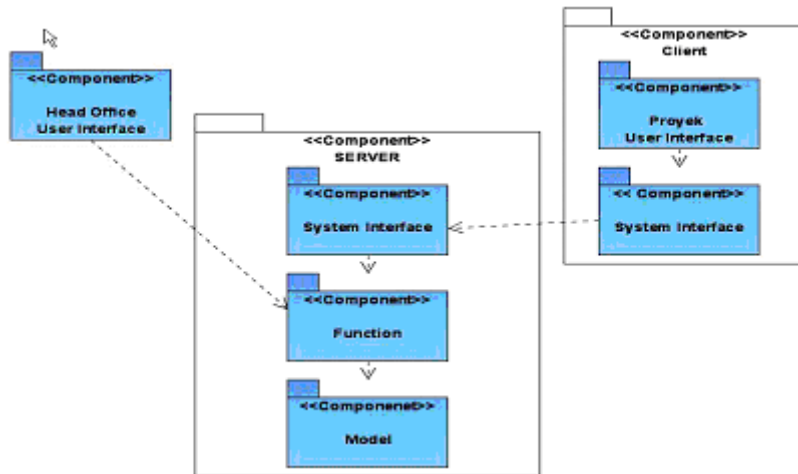 <<Component>>
Head Office
User Interface
<<Component>>
SERVER
<<Component>>
System Interface
<<Component>>
Function
<<Componenet>>
Model
<<Component>>
Client
<<Component>>
Proyek
User Interface
<< Component>>
System Interface